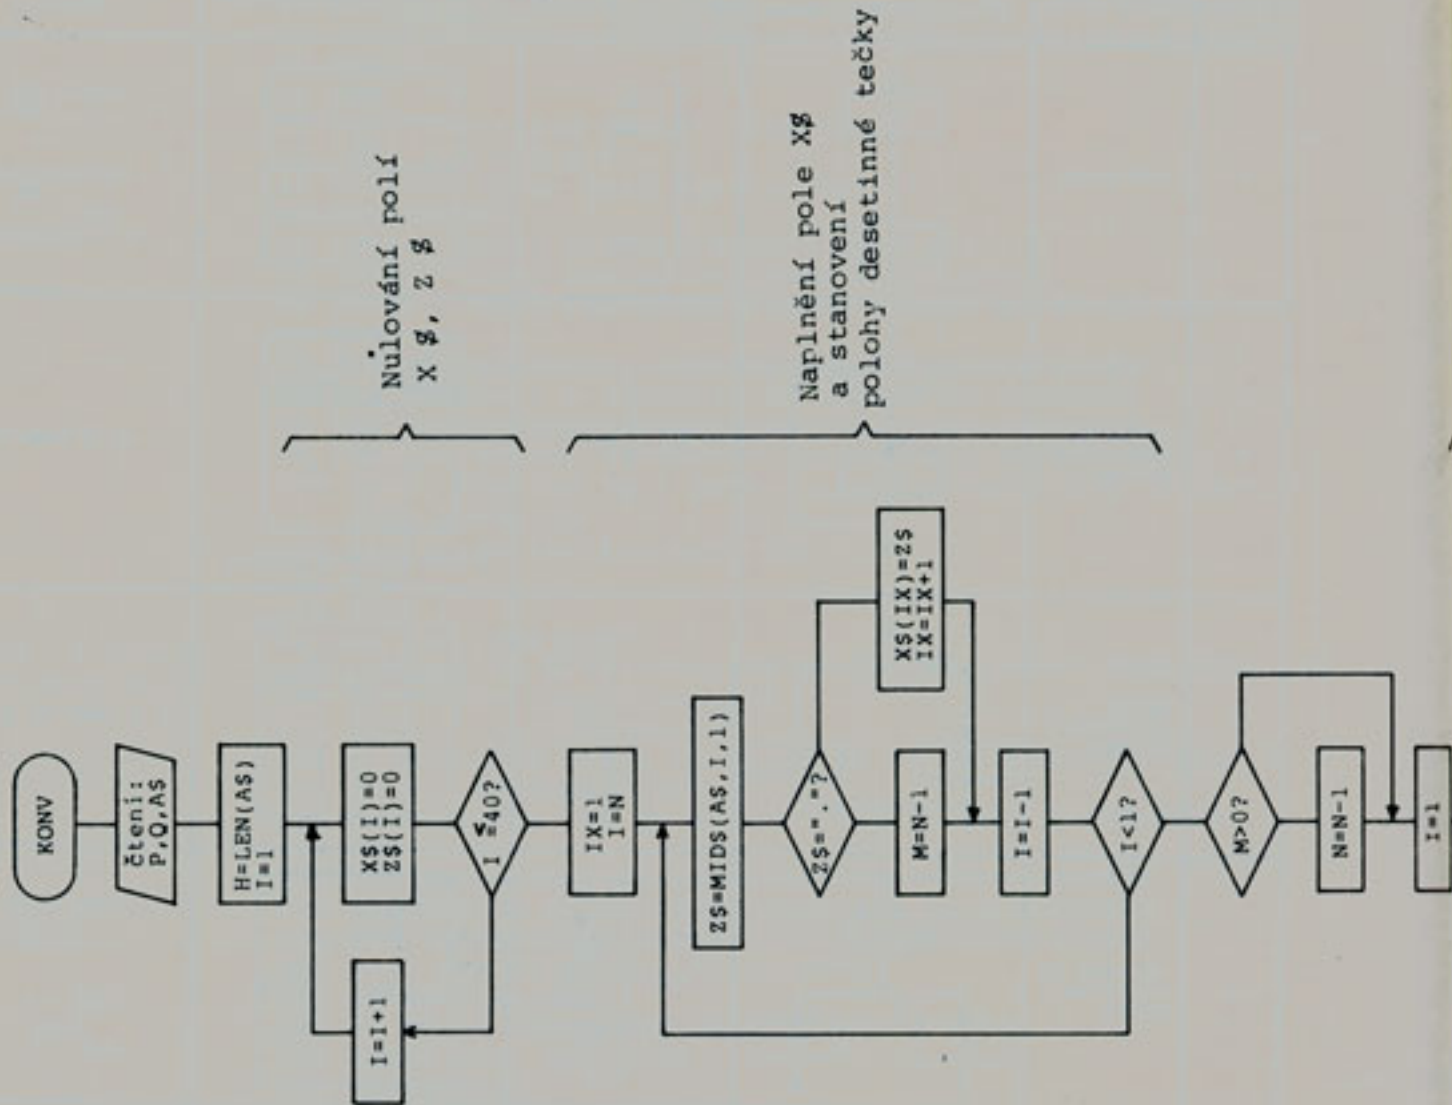 KONV
čtení:
P,Q,A$
H=LEN(A$)
I=1
X$(I)=0
Z$(I)=0
I ≤=40?
I=I+1
Nulování polí
X $, Z $
IX=1
I=N
Z$=MID$(A$,I,1)
Z$=".=?
X$(IX)=Z$
IX=IX+1
M=N-1
I=I-1
I<1?
M>0?
N=N-1
I=1
Naplnění pole X$
a stanovení
polohy desetinné tečky